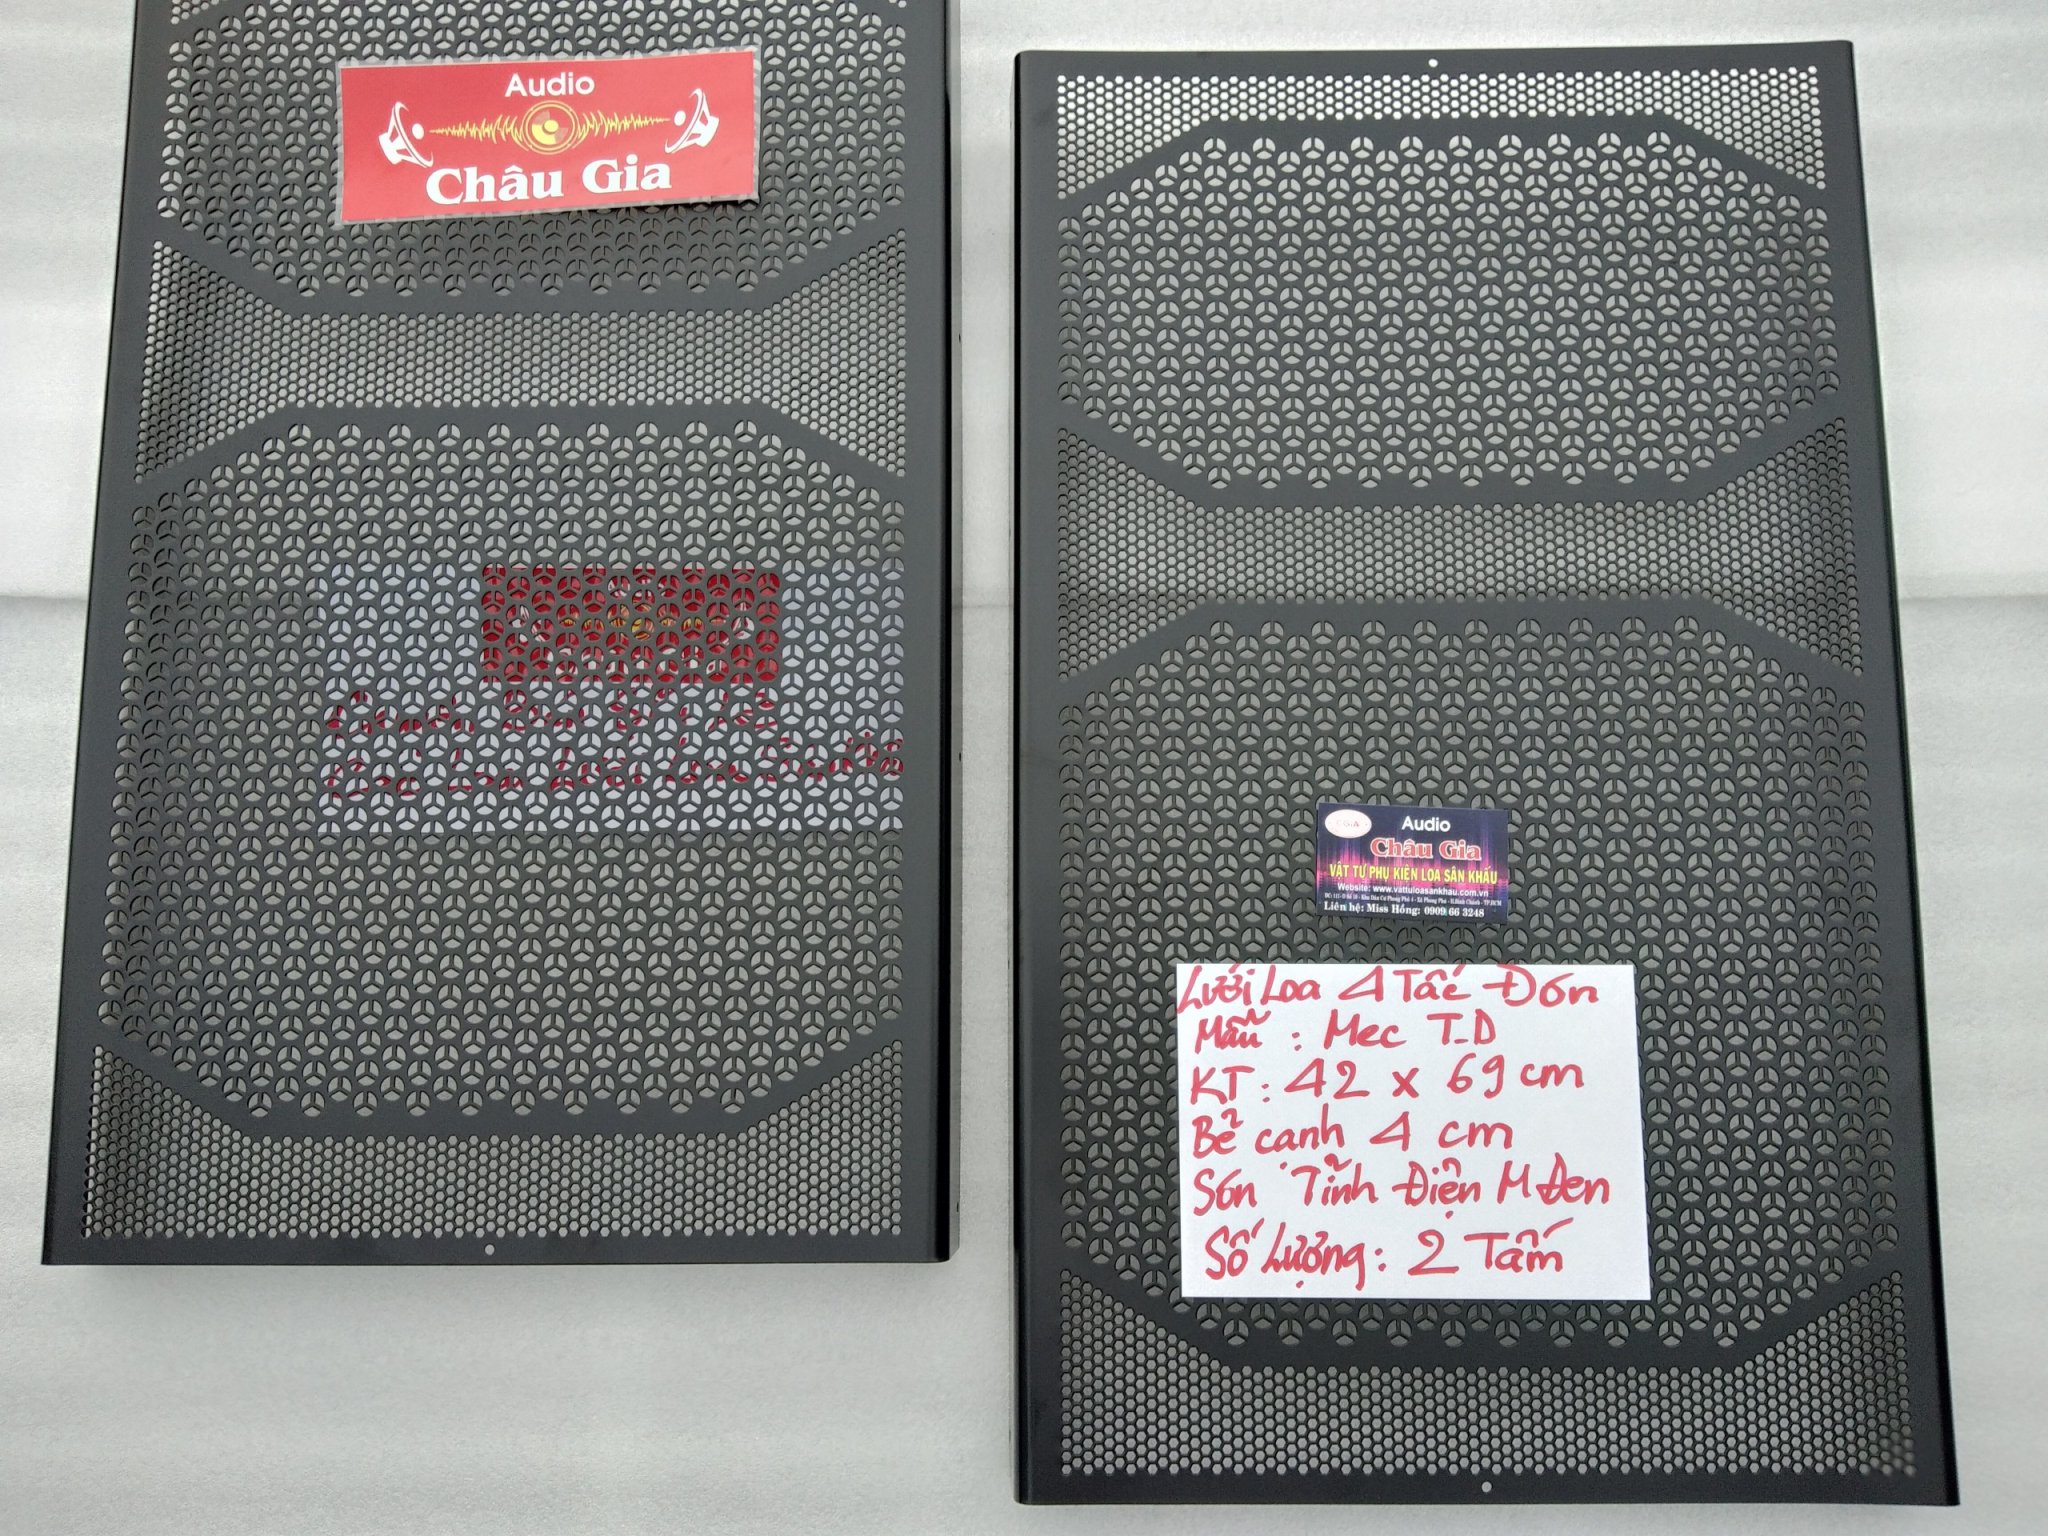 Audio
Châu Gia
Audio
Châu Gia
VẬT TƯ PHỤ KIỆN LOA SÂN KHẤU
Website: www.vattuloasankhau.com.vn
Liên hệ: Miss Hồng: 0909.66 3248
Lưới Loa 4 Tấc Đơn
Mẫu : Mec T-D
KT : 42 x 69 cm
Bẻ cạnh 4 cm
Sơn Tĩnh Điện M Đen
Số Lượng : 2 Tấm